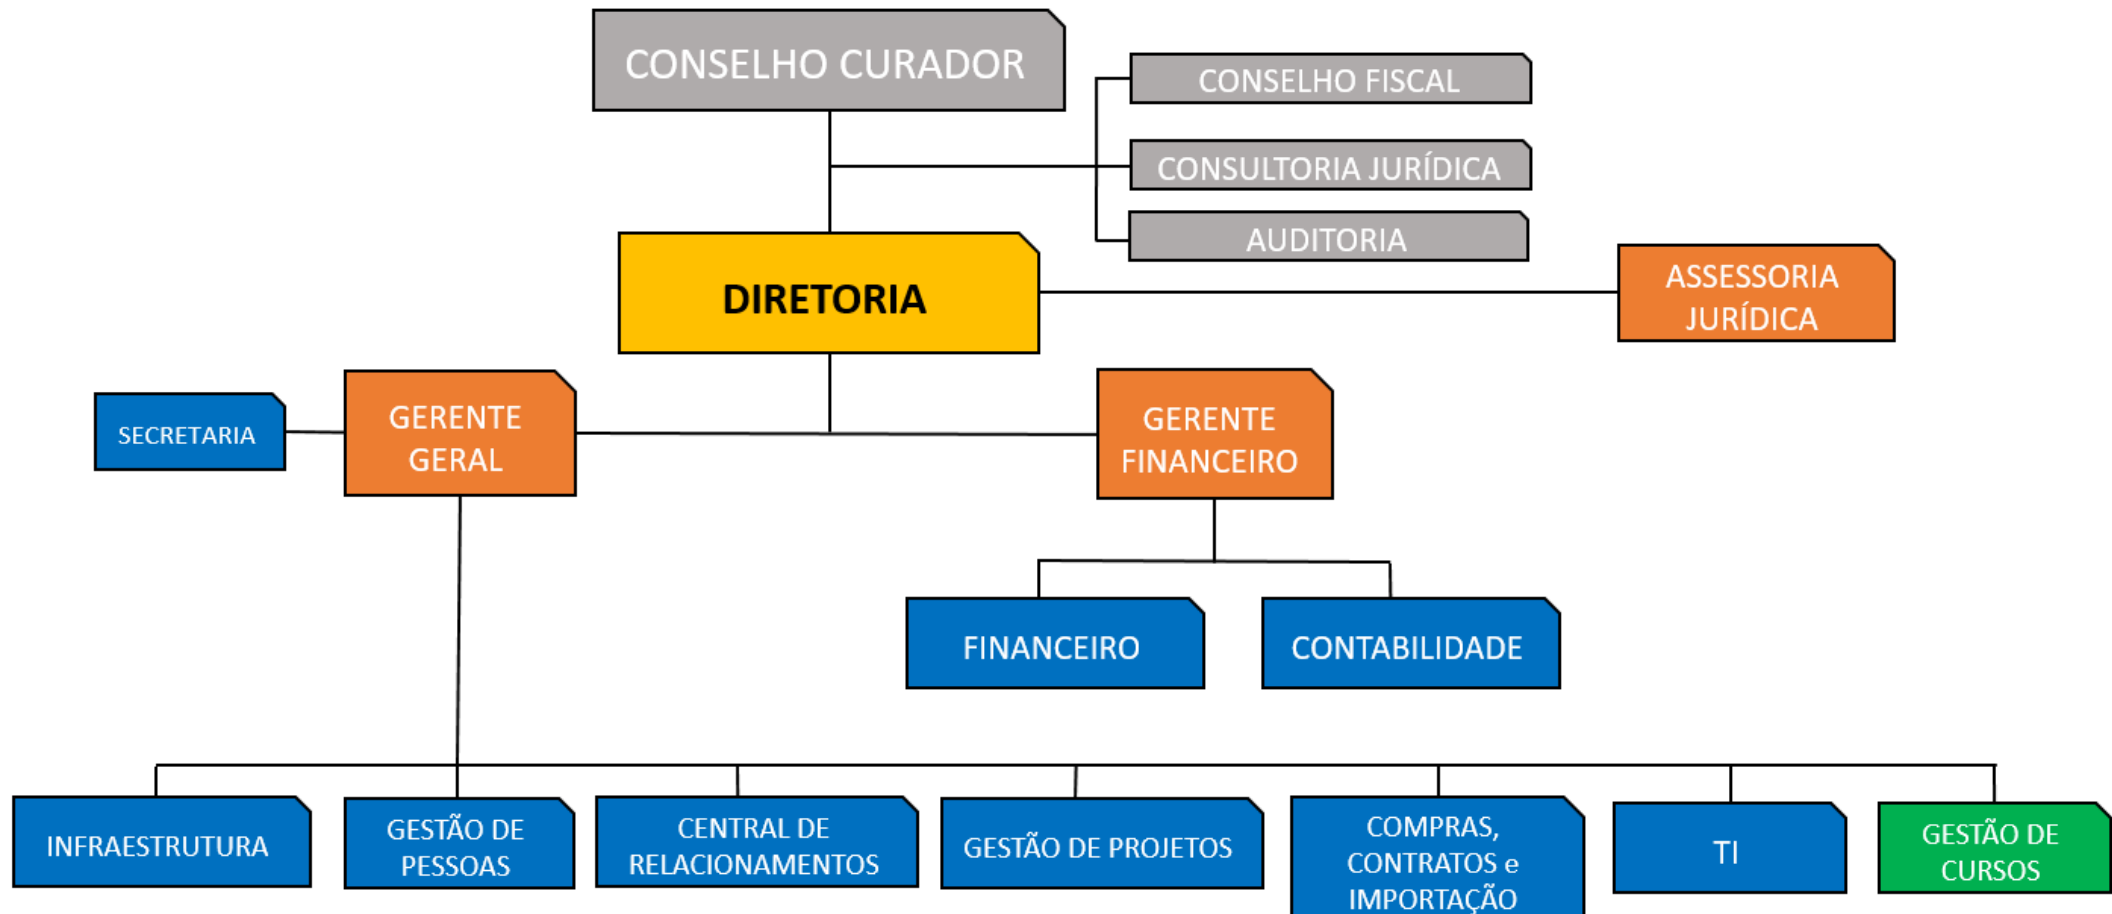 CONSELHO CURADOR
CONSELHO FISCAL
CONSULTORIA JURÍDICA
AUDITORIA
DIRETORIA
ASSESSORIA
JURÍDICA
SECRETARIA
GERENTE
GERAL
GERENTE
FINANCEIRO
FINANCEIRO
CONTABILIDADE
INFRAESTRUTURA
GESTÃO DE
PESSOAS
CENTRAL DE
RELACIONAMENTOS
GESTÃO DE PROJETOS
COMPRAS,
CONTRATOS e
IMPORTAÇÃO
TI
GESTÃO DE
CURSOS